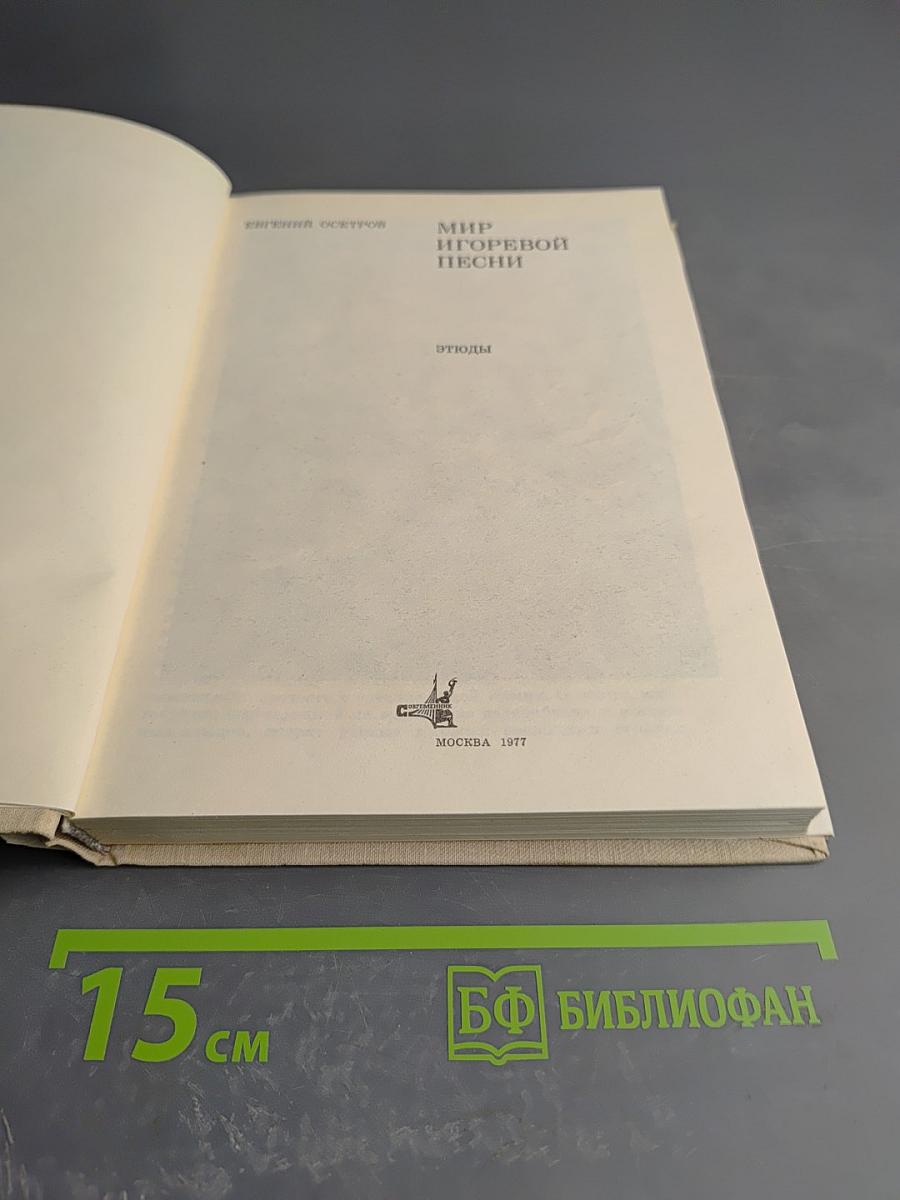 ЕВГЕНИЙ ОСЕТРОВ
МИР
ИГОРЕВОЙ
ПЕСНИ
ЭТЮДЫ
СОВРЕМЕННИК
МОСКВА 1977
15 см
БФ БИБЛИОФАН